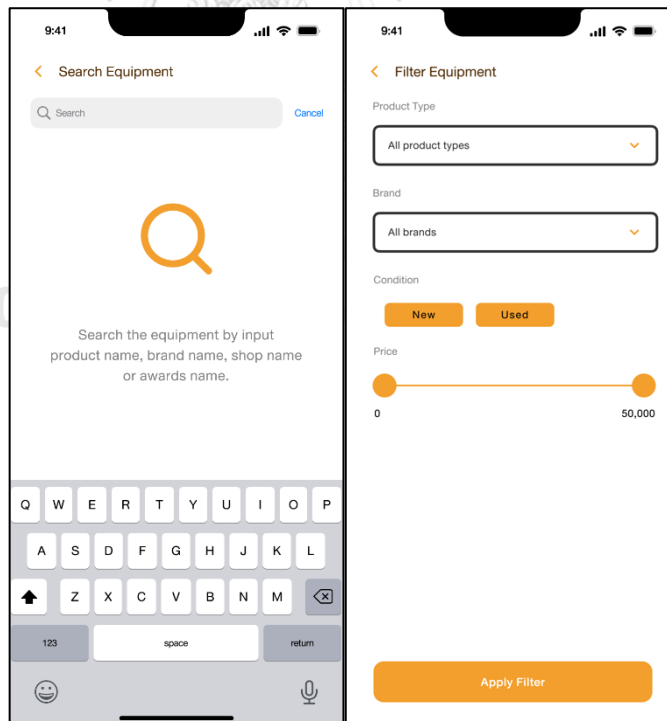 9:41
Search Equipment
Search
Cancel
Search the equipment by input
product name, brand name, shop name
or awards name.
Q W E R T Y U I O P
A S D F G H J K L
Z X C V B N M
123 space return
9:41
Filter Equipment
Product Type
All product types
Brand
All brands
Condition
New Used
Price
0 50,000
Apply Filter